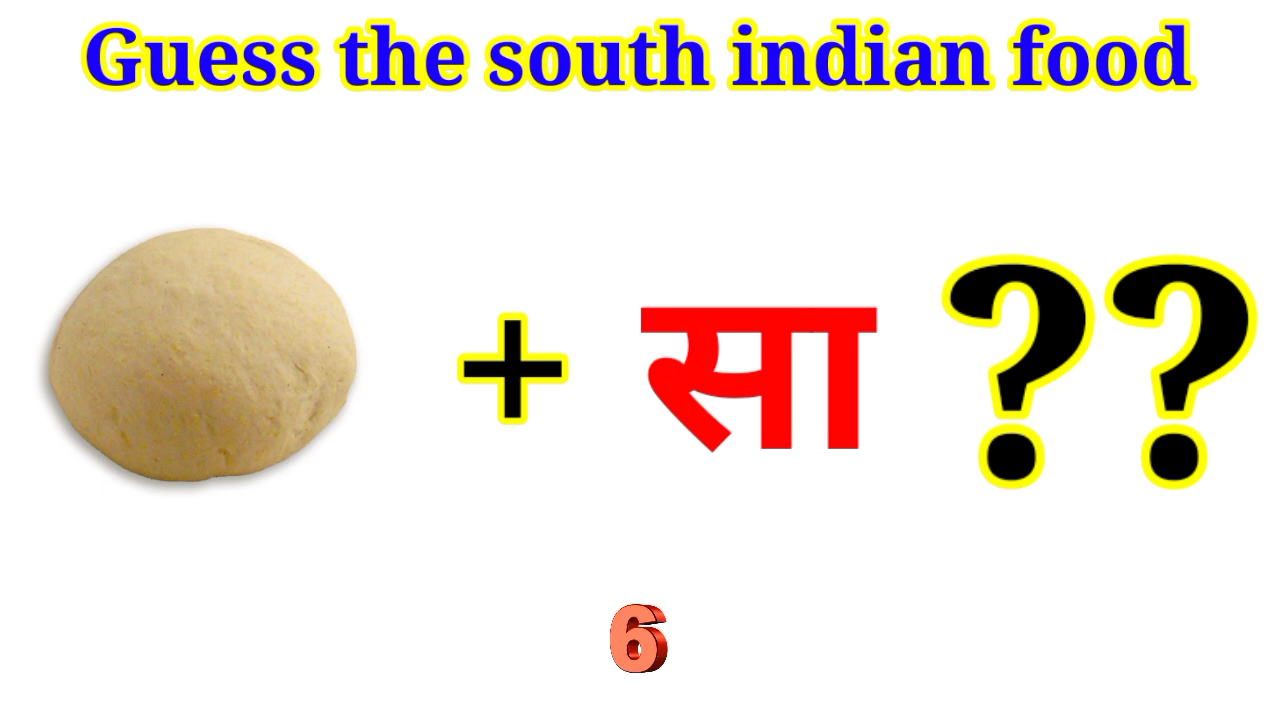 Guess the south indian food
+ सा ??
6